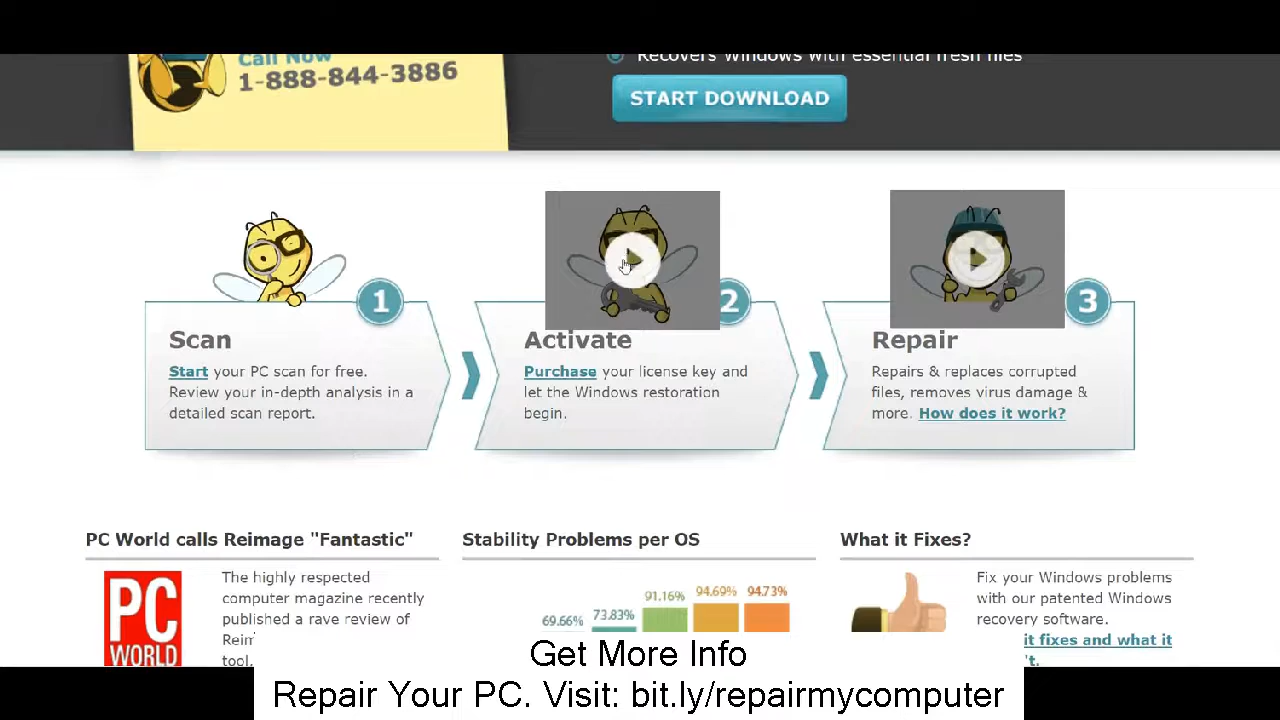 Call Now
1-888-844-3886
Recovers Windows with essential fresh files
START DOWNLOAD
1
Scan
Start your PC scan for free.
Review your in-depth analysis in a
detailed scan report.
2
Activate
Purchase your license key and
let the Windows restoration
begin.
3
Repair
Repairs & replaces corrupted
files, removes virus damage &
more. How does it work?
PC World calls Reimage "Fantastic"
PC
WORLD
The highly respected
computer magazine recently
published a rave review of
tool.
Stability Problems per OS
69.66%
73.83%
91.16%
94.69%
94.73%
What it Fixes?
Fix your Windows problems
with our patented Windows
recovery software.
it fixes and what it
Get More Info
Repair Your PC. Visit: bit.ly/repairmycomputer